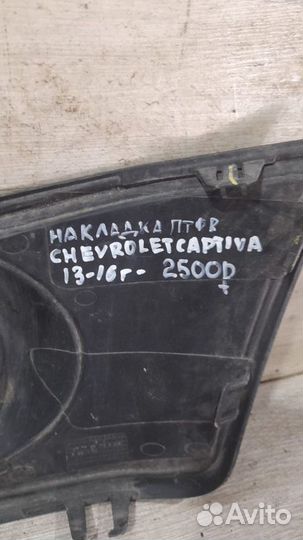 НАКЛАДКА ПТФ В
CHEVROLET CAPTIVA
13-16г- 2500р
Avito